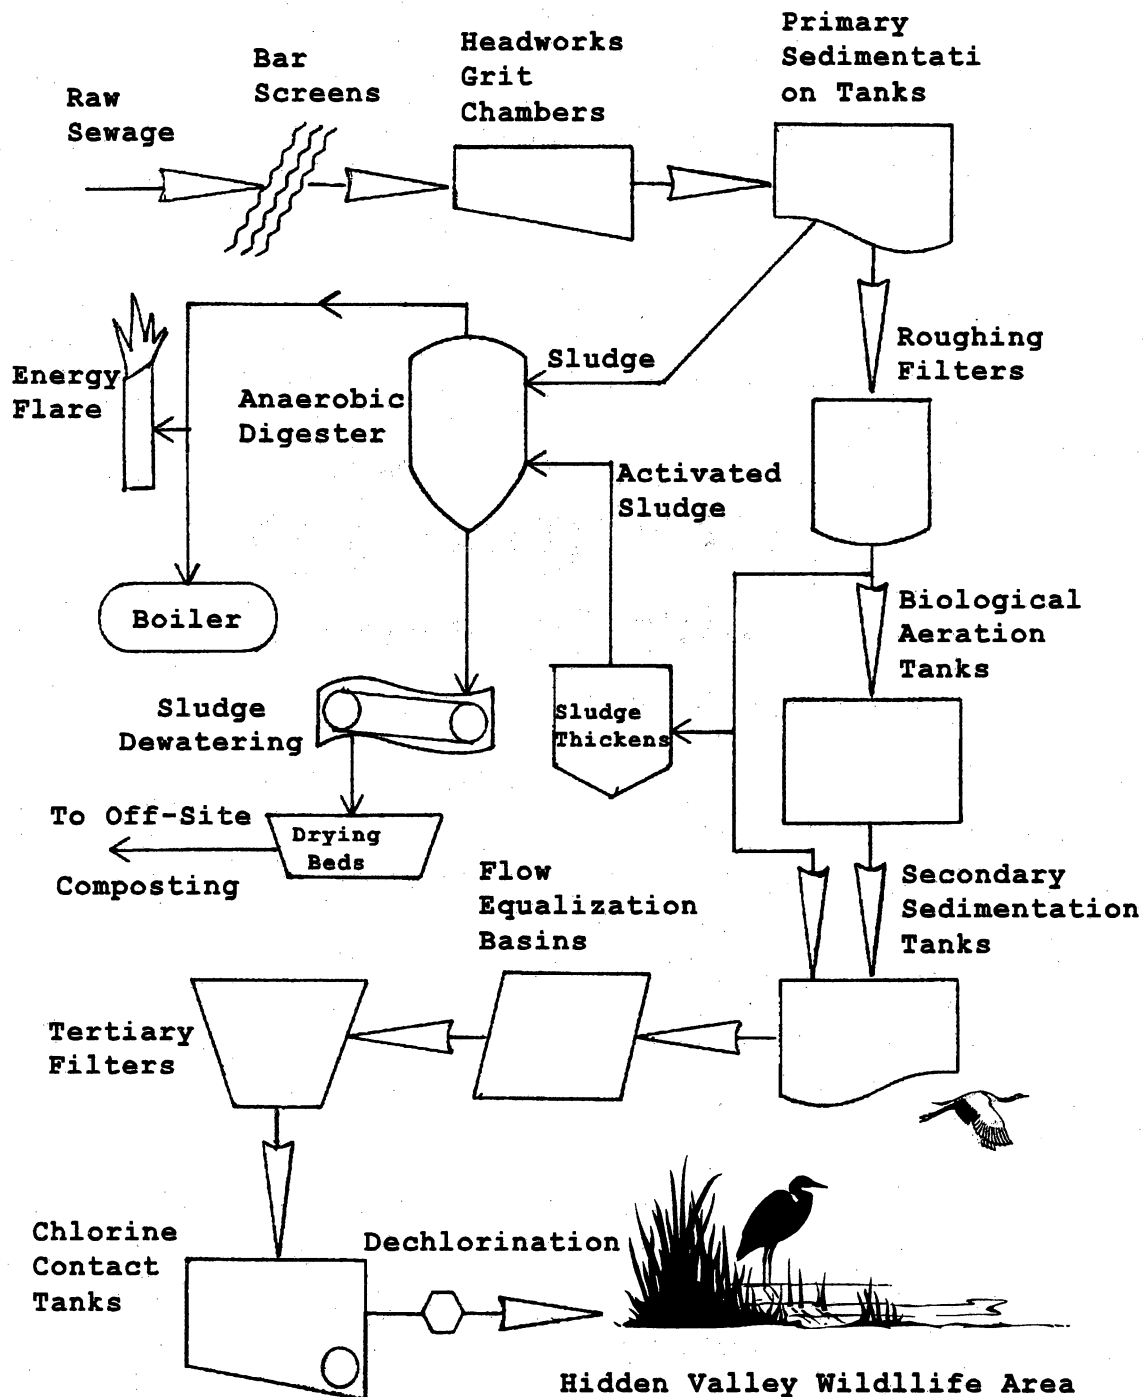 Raw
Sewage
Bar
Screens
Headworks
Grit
Chambers
Primary
Sedimentati
on Tanks
Energy
Flare
Anaerobic
Digester
Sludge
Roughing
Filters
Activated
Sludge
Boiler
Biological
Aeration
Tanks
Sludge
Dewatering
Sludge
Thickens
To Off-Site
Composting
Drying
Beds
Flow
Equalization
Basins
Secondary
Sedimentation
Tanks
Tertiary
Filters
Chlorine
Contact
Tanks
Dechlorination
Hidden Valley Wildllife Area